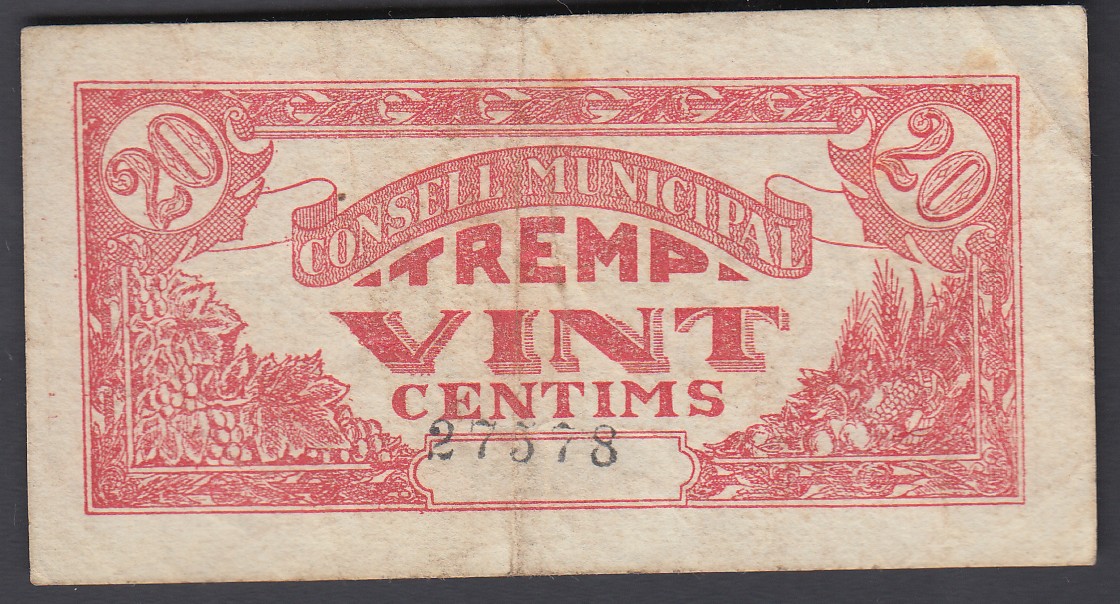 20
20
CONSELL MUNICIPAL
TREMP
VINT
CENTIMS
27578